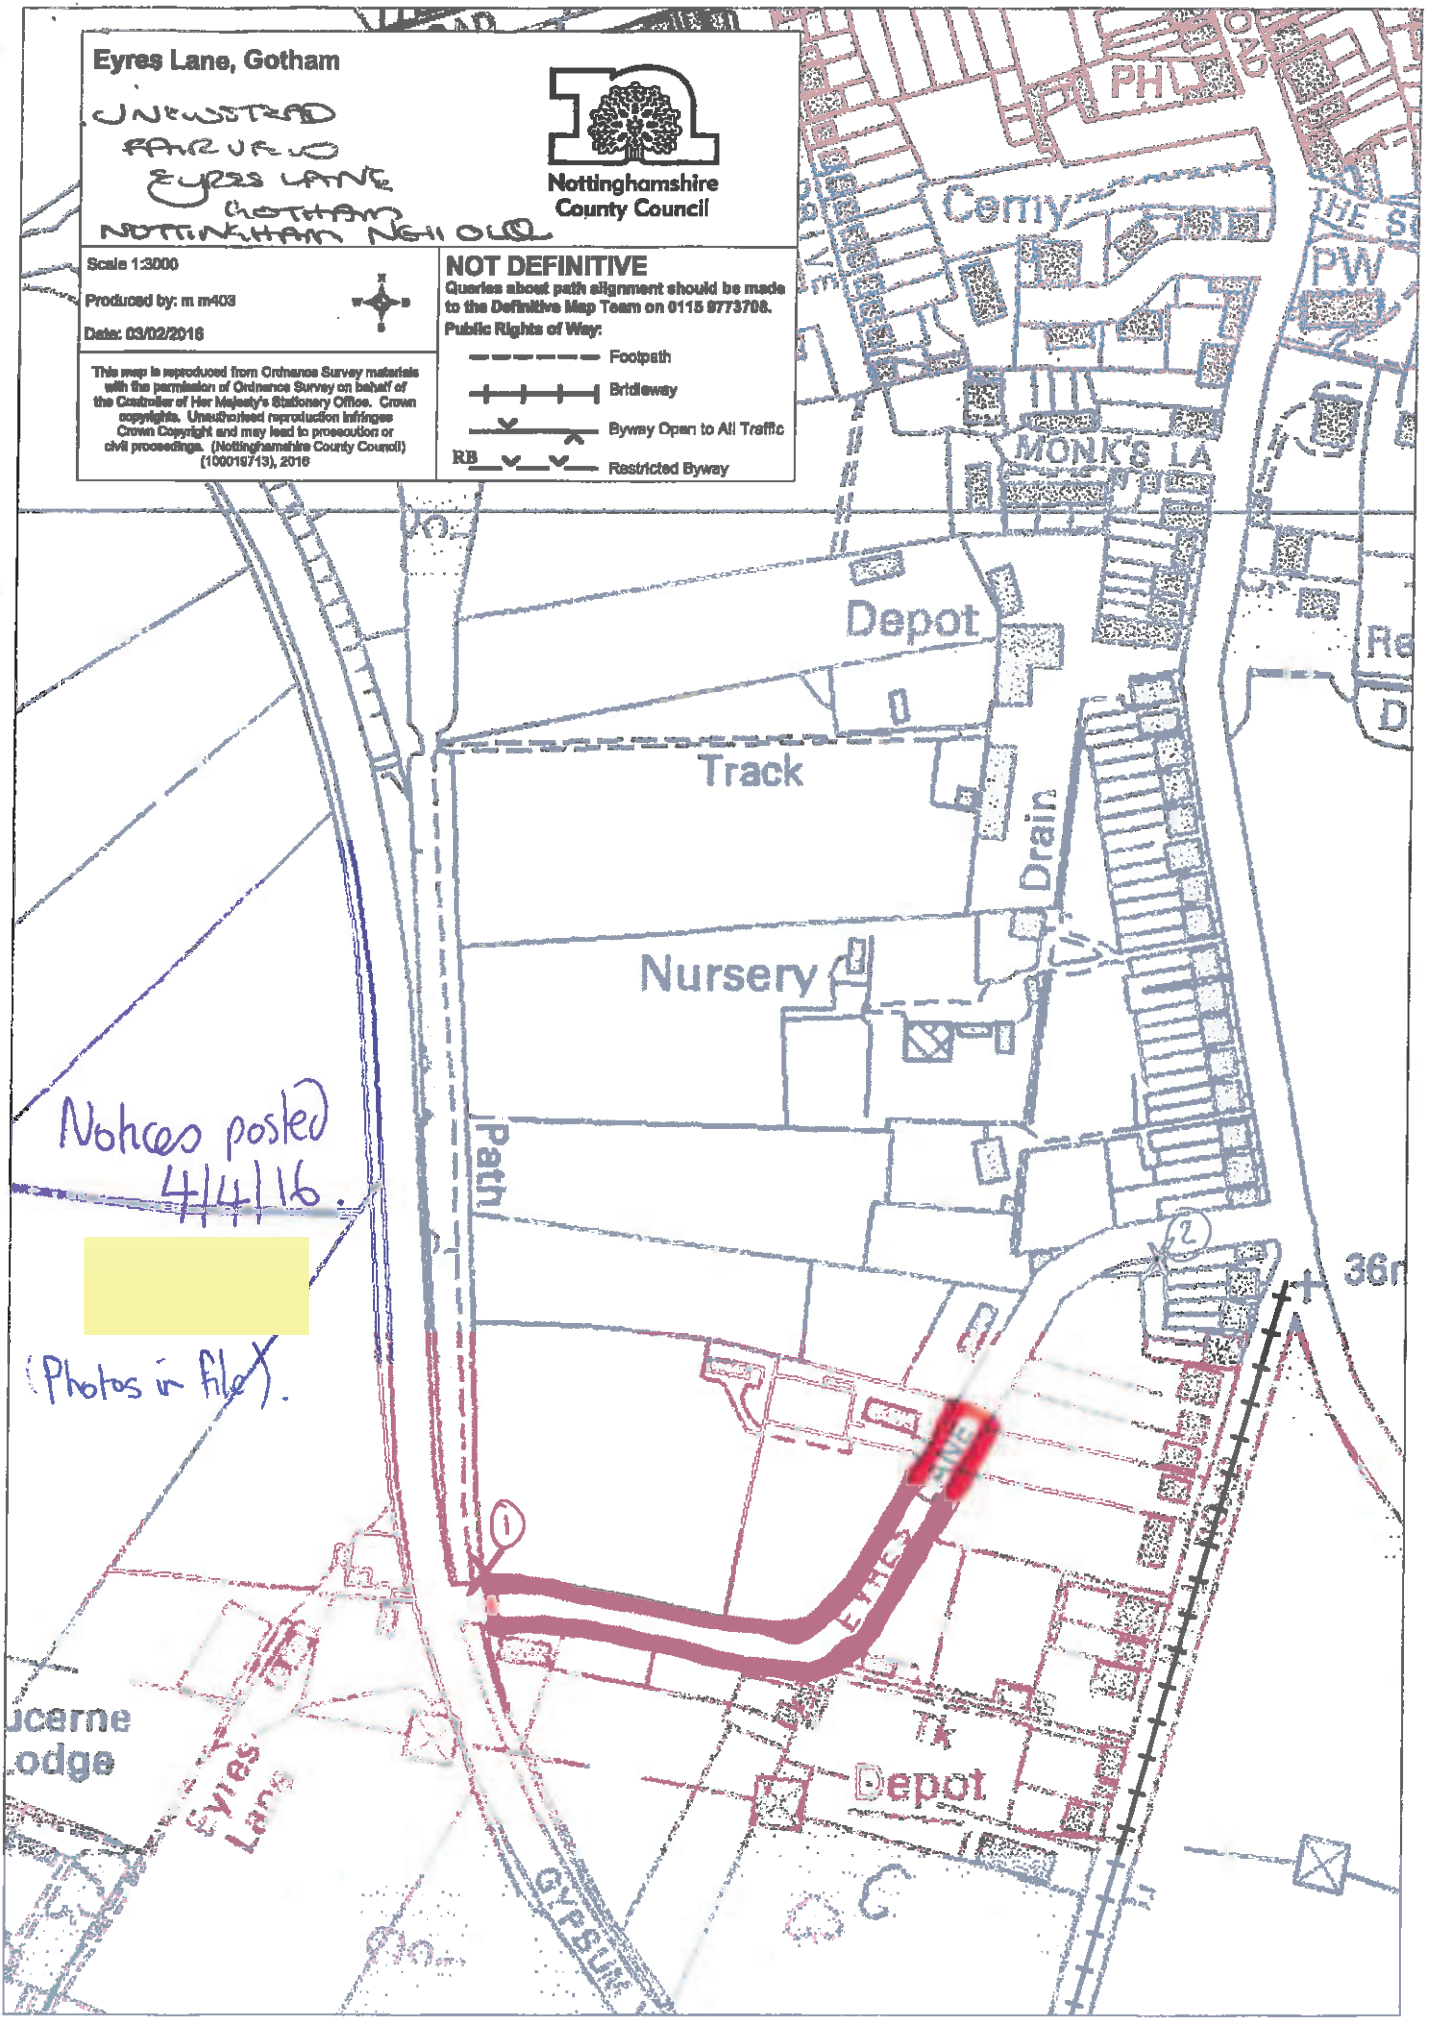 Eyres Lane, Gotham
J NEWSTEAD
FAIRVIEW
EYRES LANE
GOTHAM
NOTTINGHAM NG11
Nottinghamshire
County Council
Scale 1:3000
Produced by: m m403
Date: 03/02/2016
N
W
S
This map is reproduced from Ordnance Survey materials
with the permission of Ordnance Survey on behalf of
the Controller of Her Majesty's Stationery Office. Crown
copyrights. Unauthorised reproduction infringes
Crown Copyright and may lead to prosecution or
civil proceedings. (Nottinghamshire County Council)
(100019713), 2016
NOT DEFINITIVE
Queries about path alignment should be made
to the Definitive Map Team on 0115 9773708.
Public Rights of Way:
Footpath
Bridleway
Byway Open to All Traffic
RB
Restricted Byway
PH
Cemy
PW
MONK'S LA
Depot
Re
D
Track
Drain
Nursery
Path
Notices posted
4/4/16.
(Photos in file).
2
36m
1
EYRES
LANE
ucerne
odge
Eyres
Lane
Tk
Depot
GYPSUM